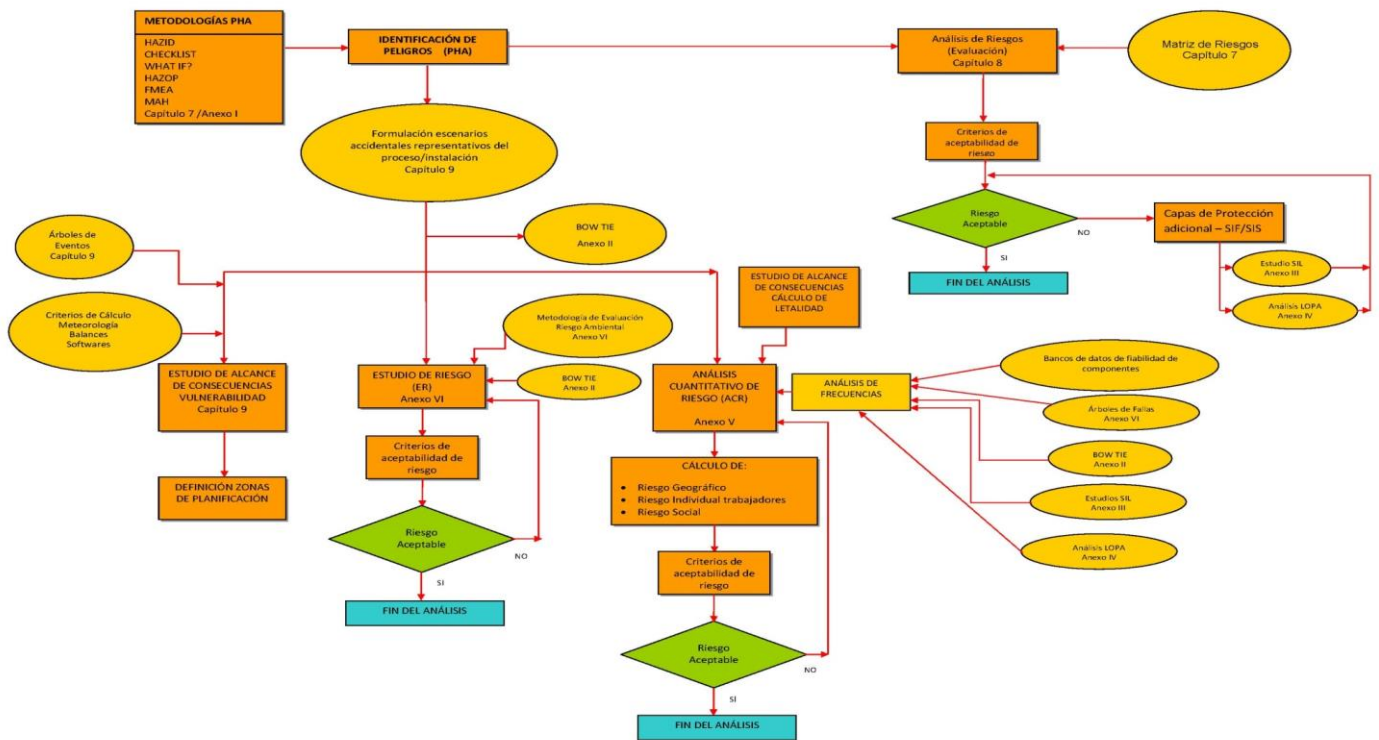 METODOLOGÍAS PHA
HAZID
CHECKLIST
WHAT IF?
HAZOP
FMEA
MAH
Capítulo 7 /Anexo I
IDENTIFICACIÓN DE
PELIGROS (PHA)
Análisis de Riesgos
(Evaluación)
Capítulo 8
Matriz de Riesgos
Capítulo 7
Formulación escenarios
accidentales representativos del
proceso/instalación
Capítulo 9
Criterios de
aceptabilidad de
riesgo
Riesgo
Aceptable
NO
SI
Capas de Protección
adicional – SIF/SIS
Estudio SIL
Anexo III
Análisis LOPA
Anexo IV
FIN DEL ANÁLISIS
BOW TIE
Anexo II
Árboles de
Eventos
Capítulo 9
Criterios de Cálculo
Meteorología
Balances
Softwares
ESTUDIO DE ALCANCE
DE CONSECUENCIAS
CÁLCULO DE
LETALIDAD
Metodología de Evaluación
Riesgo Ambiental
Anexo VI
ESTUDIO DE ALCANCE
DE CONSECUENCIAS
VULNERABILIDAD
Capítulo 9
ESTUDIO DE RIESGO
(ER)
Anexo VI
BOW TIE
Anexo II
ANÁLISIS
CUANTITATIVO DE
RIESGO (ACR)
Anexo V
ANÁLISIS DE
FRECUENCIAS
Bancos de datos de fiabilidad de
componentes
Árboles de Fallas
Anexo VI
BOW TIE
Anexo II
Estudios SIL
Anexo III
Análisis LOPA
Anexo IV
DEFINICIÓN ZONAS
DE PLANIFICACIÓN
Criterios de
aceptabilidad de
riesgo
Riesgo
Aceptable
NO
SI
FIN DEL ANÁLISIS
CÁLCULO DE:
• Riesgo Geográfico
• Riesgo Individual trabajadores
• Riesgo Social
Criterios de
aceptabilidad de
riesgo
Riesgo
Aceptable
NO
SI
FIN DEL ANÁLISIS